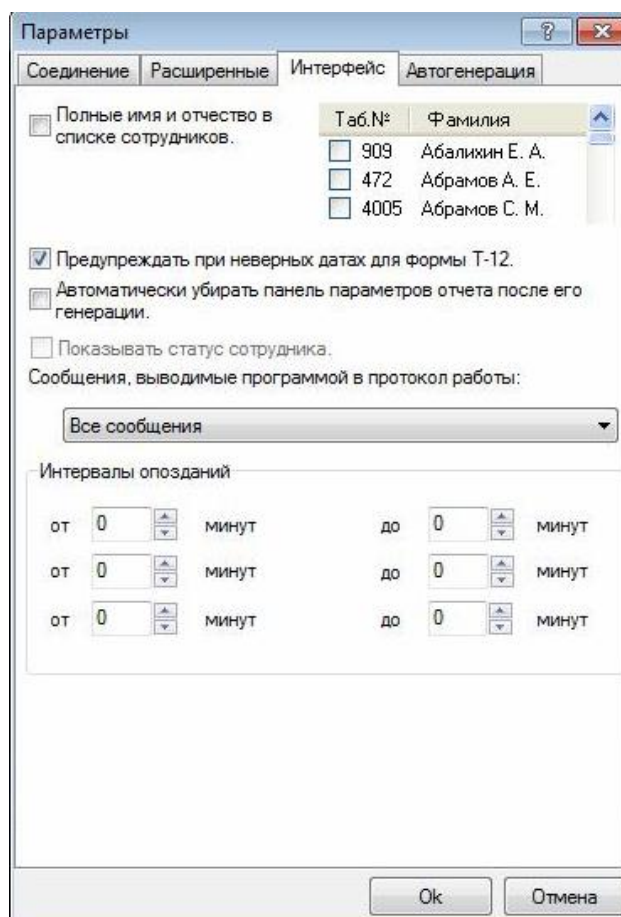 Параметры
Соединение Расширенные Интерфейс Автогенерация
Полные имя и отчество в
списке сотрудников.
Таб.№ Фамилия
909 Абалихин Е. А.
472 Абрамов А. Е.
4005 Абрамов С. М.
Предупреждать при неверных датах для формы Т-12.
Автоматически убирать панель параметров отчета после его
генерации.
Показывать статус сотрудника.
Сообщения, выводимые программой в протокол работы:
Все сообщения
Интервалы опозданий
от 0 минут до 0 минут
от 0 минут до 0 минут
от 0 минут до 0 минут
Ok Отмена